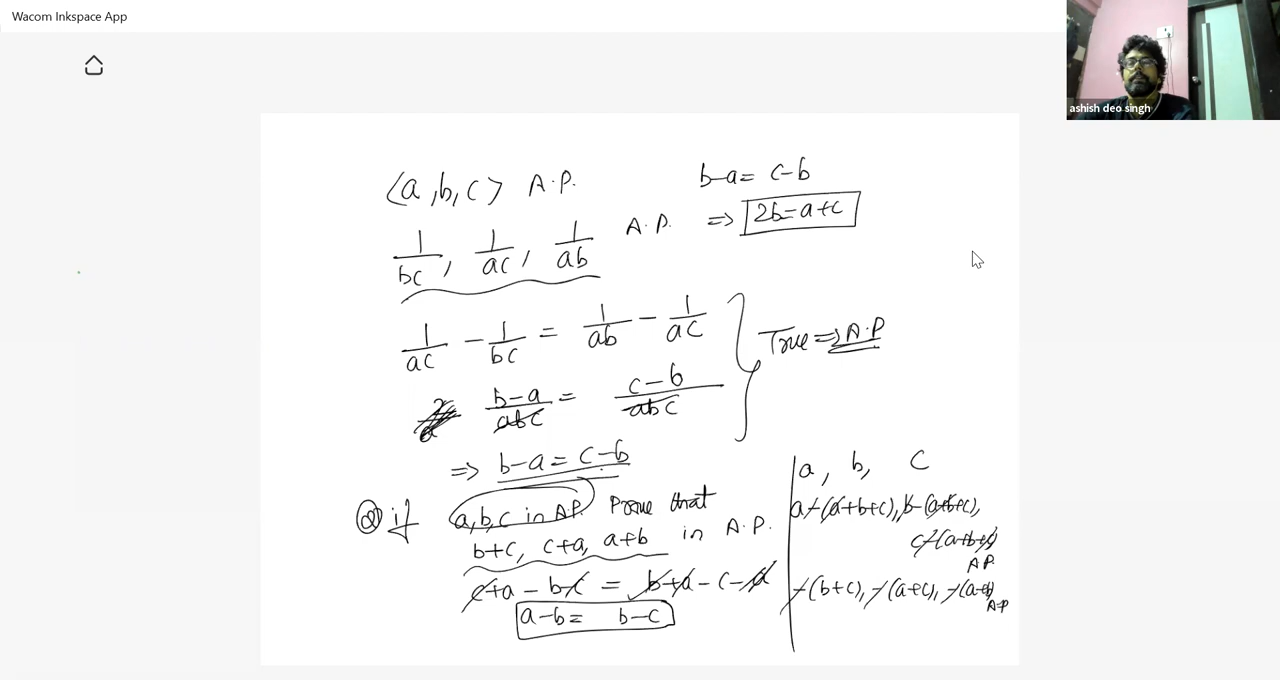 Wacom Inkspace App
ashish deo singh
<a, b, c> A.P.
b-a = c-b
1/bc, 1/ac, 1/ab A.P.
=> 2b = a+c
1/ac - 1/bc = 1/ab - 1/ac
True => A.P
b-a/abc = c-b/abc
=> b-a = c-b
Q if a,b,c in A.P. Prove that
b+c, c+a, a+b in A.P.
c+a - b-c = b+a - c-a
a-b = b-c
a, b, c
a-(a+b+c), b-(a+b+c),
c-(a+b+c)
A.P.
-(b+c), -(a+c), -(a+b)
A.P